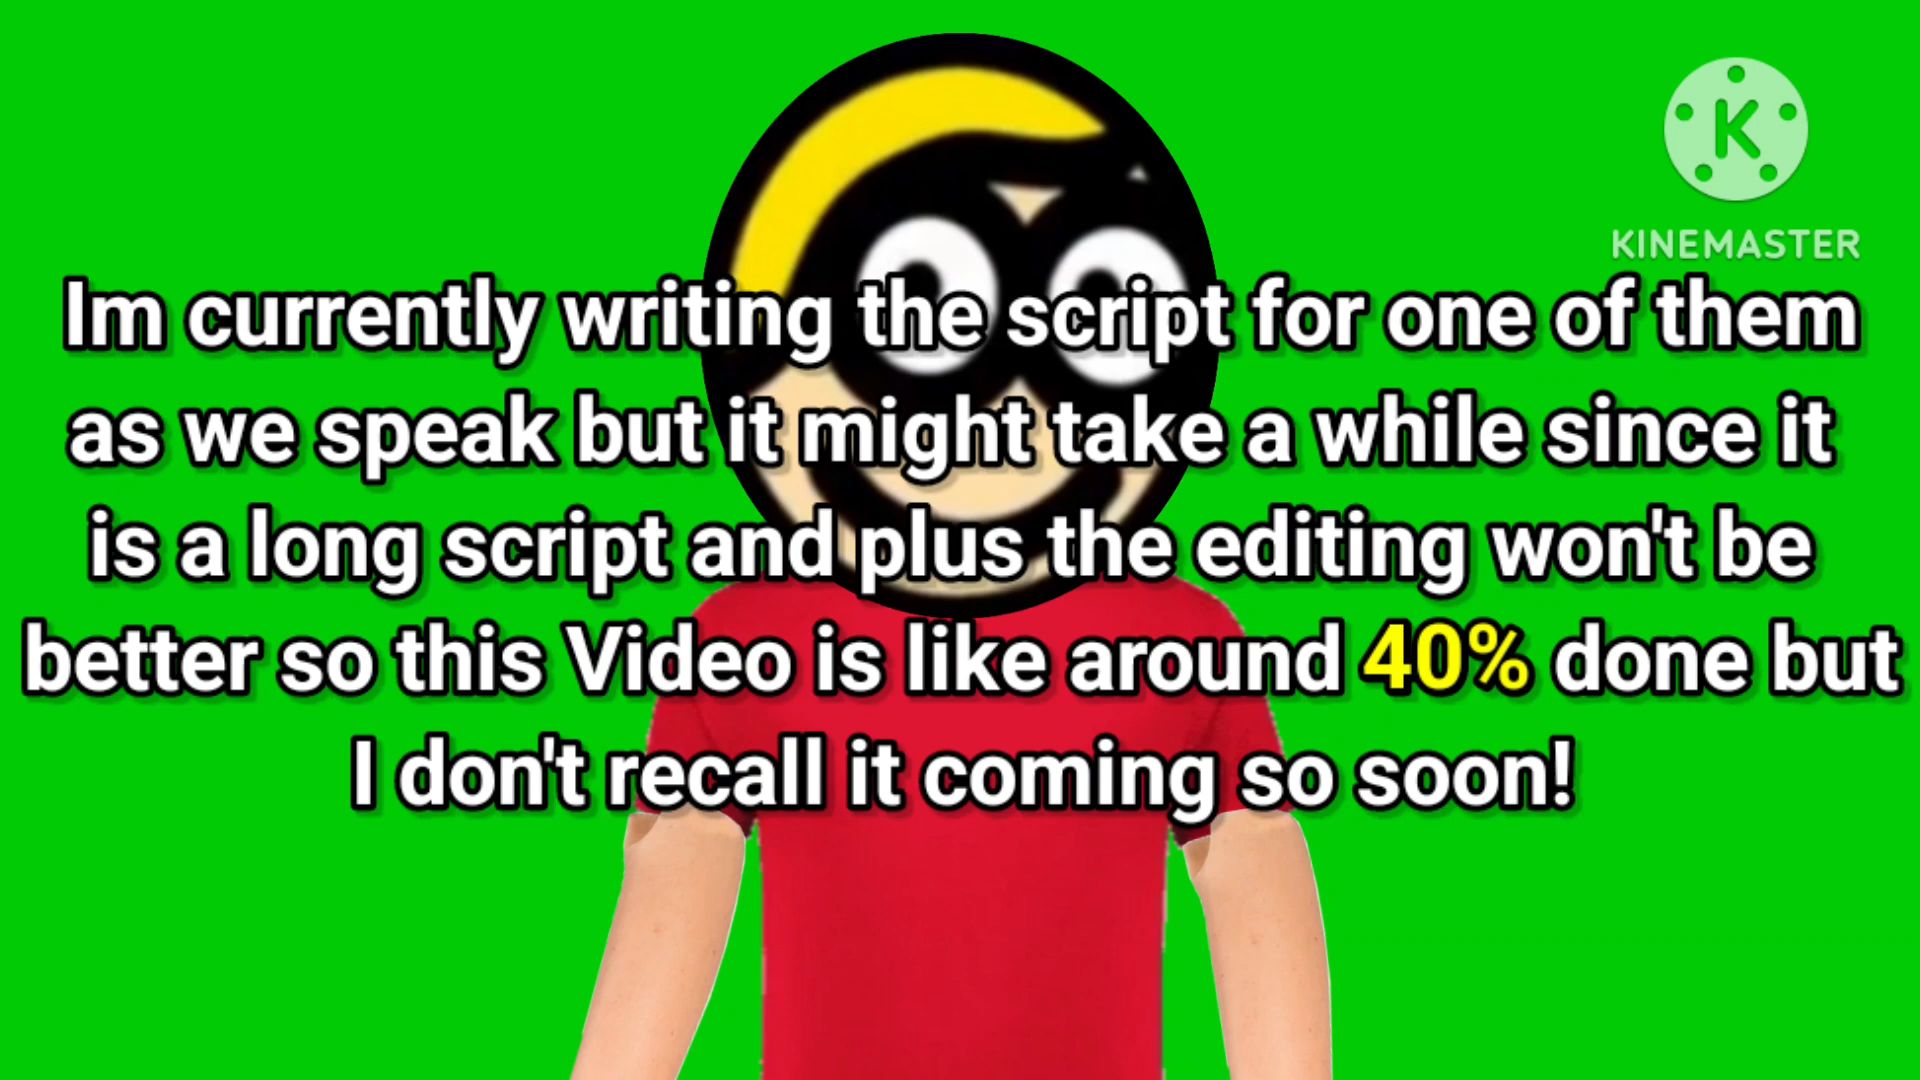 K
KINEMASTER
Im currently writing the script for one of them
as we speak but it might take a while since it
is a long script and plus the editing won't be
better so this Video is like around 40% done but
I don't recall it coming so soon!